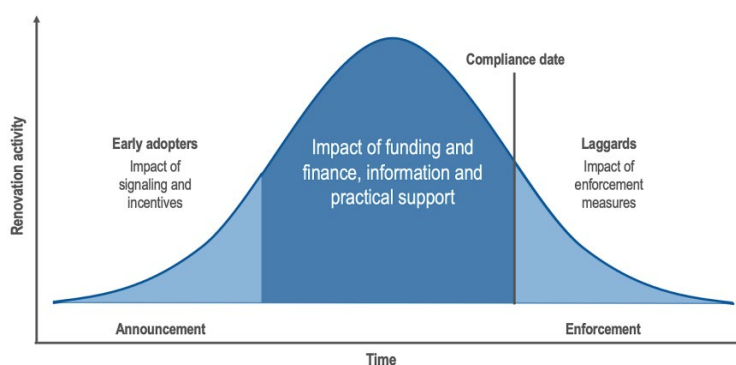 Compliance date
Early adopters
Impact of
signaling and
incentives
Impact of funding and
finance, information and
practical support
Laggards
Impact of
enforcement
measures
Renovation activity
Announcement
Enforcement
Time